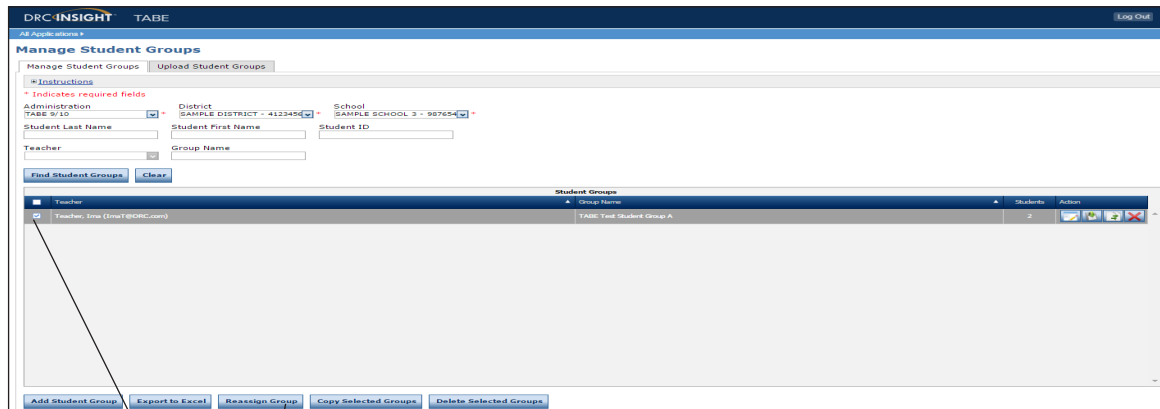 DRC INSIGHT TABE Log Out
All Applications
Manage Student Groups
Manage Student Groups Upload Student Groups
Instructions
* Indicates required fields
Administration District School
TABE 9/10 * SAMPLE DISTRICT - 4123456 * SAMPLE SCHOOL 3 - 987654 *
Student Last Name Student First Name Student ID
Teacher Group Name
Find Student Groups Clear
Student Groups
Teacher Group Name Students Action
Teacher, Ima (ImaT@DRC.com) TABE Test Student Group A 2
Add Student Group Export to Excel Reassign Group Copy Selected Groups Delete Selected Groups